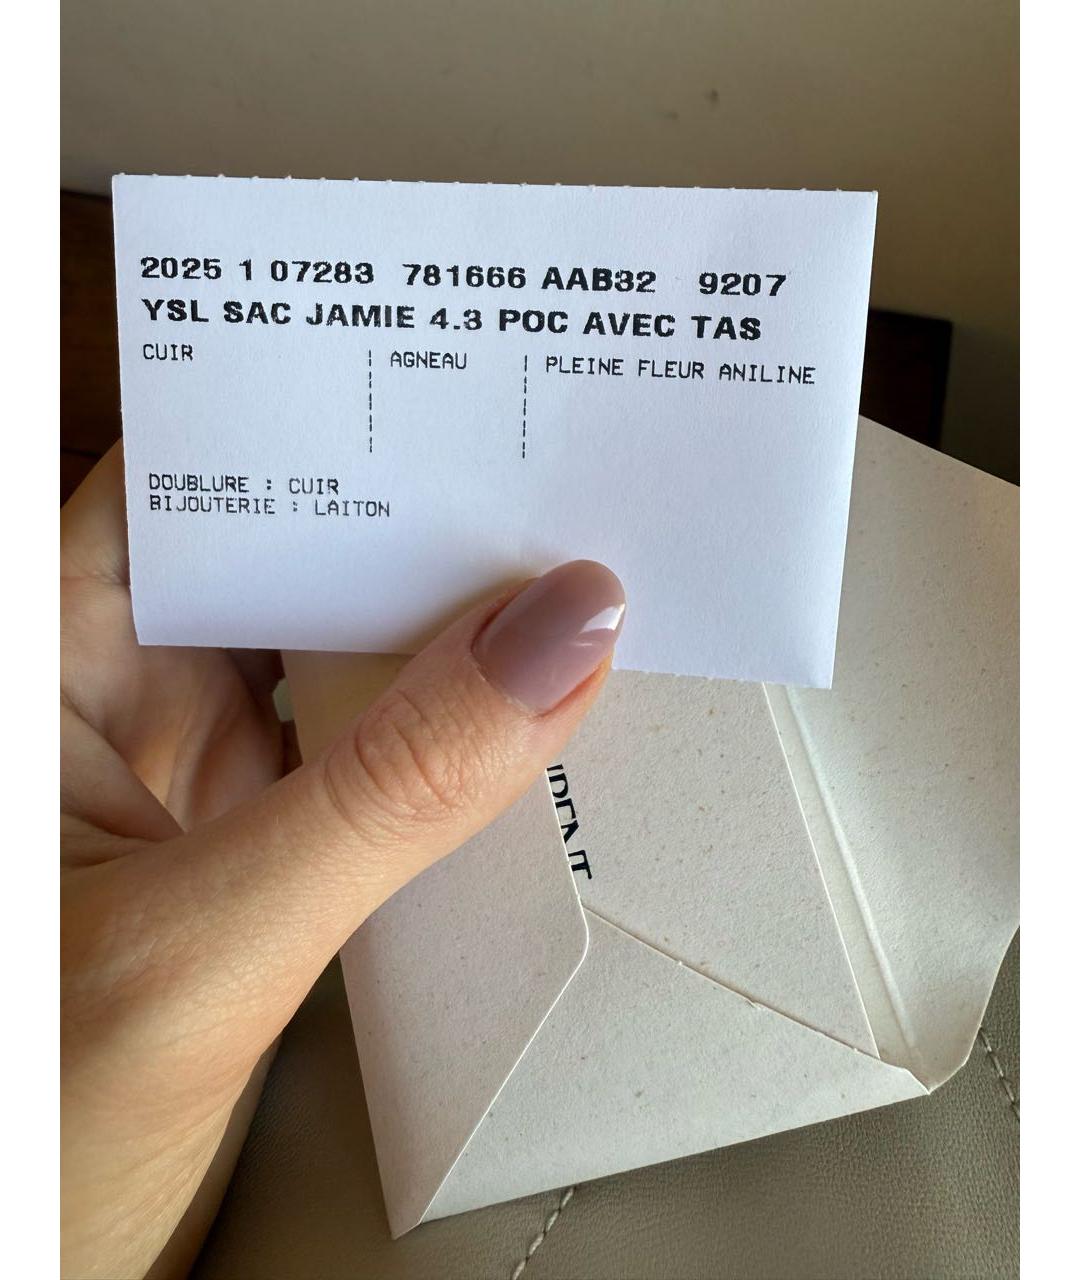 2025 1 07283 781666 AAB32 9207
YSL SAC JAMIE 4.3 POC AVEC TAS
CUIR AGNEAU PLEINE FLEUR ANILINE
DOUBLURE : CUIR
BIJOUTERIE : LAITON